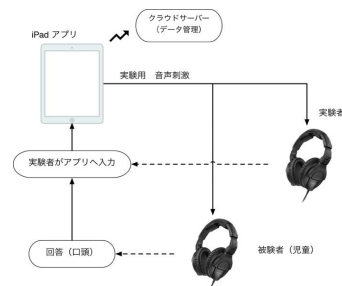 クラウドサーバー
（データ管理）
iPad アプリ
実験用　音声刺激
実験者
実験者がアプリへ入力
回答（口頭）
被験者（児童）